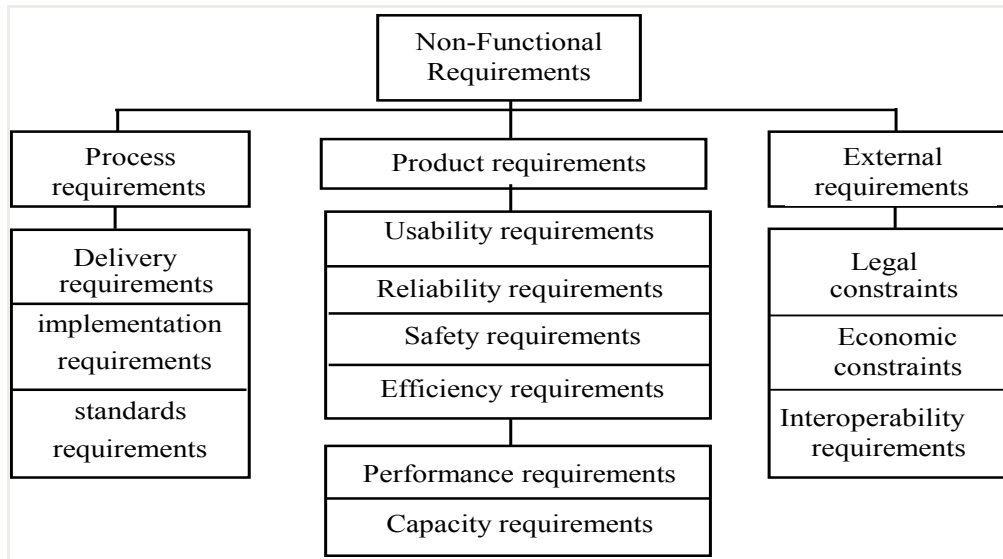 Non-Functional
Requirements
Process
requirements
Product requirements
External
requirements
Delivery
requirements
implementation
requirements
standards
requirements
Usability requirements
Reliability requirements
Safety requirements
Efficiency requirements
Performance requirements
Capacity requirements
Legal
constraints
Economic
constraints
Interoperability
requirements